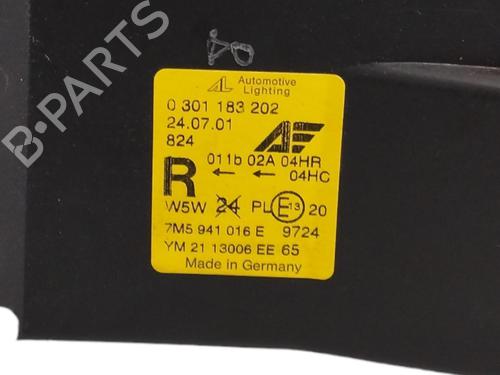 B-PARTS
AL Automotive
Lighting
0 301 183 202
24.07.01
824
011b 02A 04HR
R ← ← 04HC
W5W 24 PL E13 20
7M5 941 016 E 9724
YM 21 13006 EE 65
Made in Germany